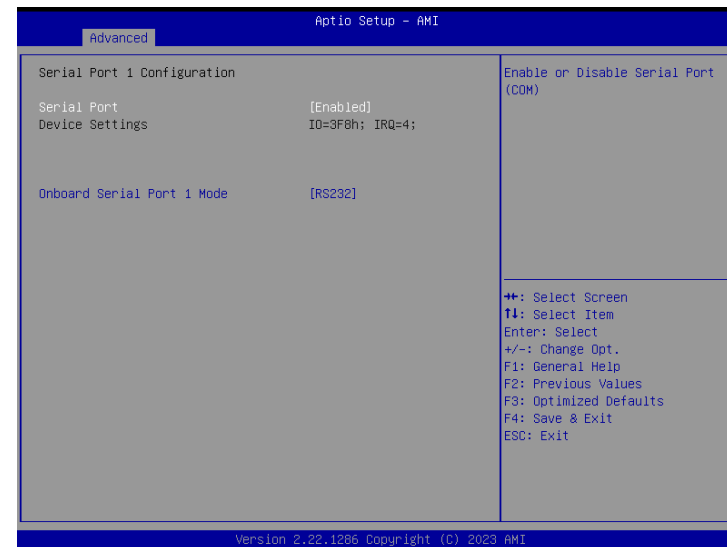 Aptio Setup – AMI
Advanced
Serial Port 1 Configuration
Serial Port [Enabled]
Device Settings IO=3F8h; IRQ=4;
Onboard Serial Port 1 Mode [RS232]
Enable or Disable Serial Port
(COM)
→←: Select Screen
↑↓: Select Item
Enter: Select
+/-: Change Opt.
F1: General Help
F2: Previous Values
F3: Optimized Defaults
F4: Save & Exit
ESC: Exit
Version 2.22.1286 Copyright (C) 2023 AMI